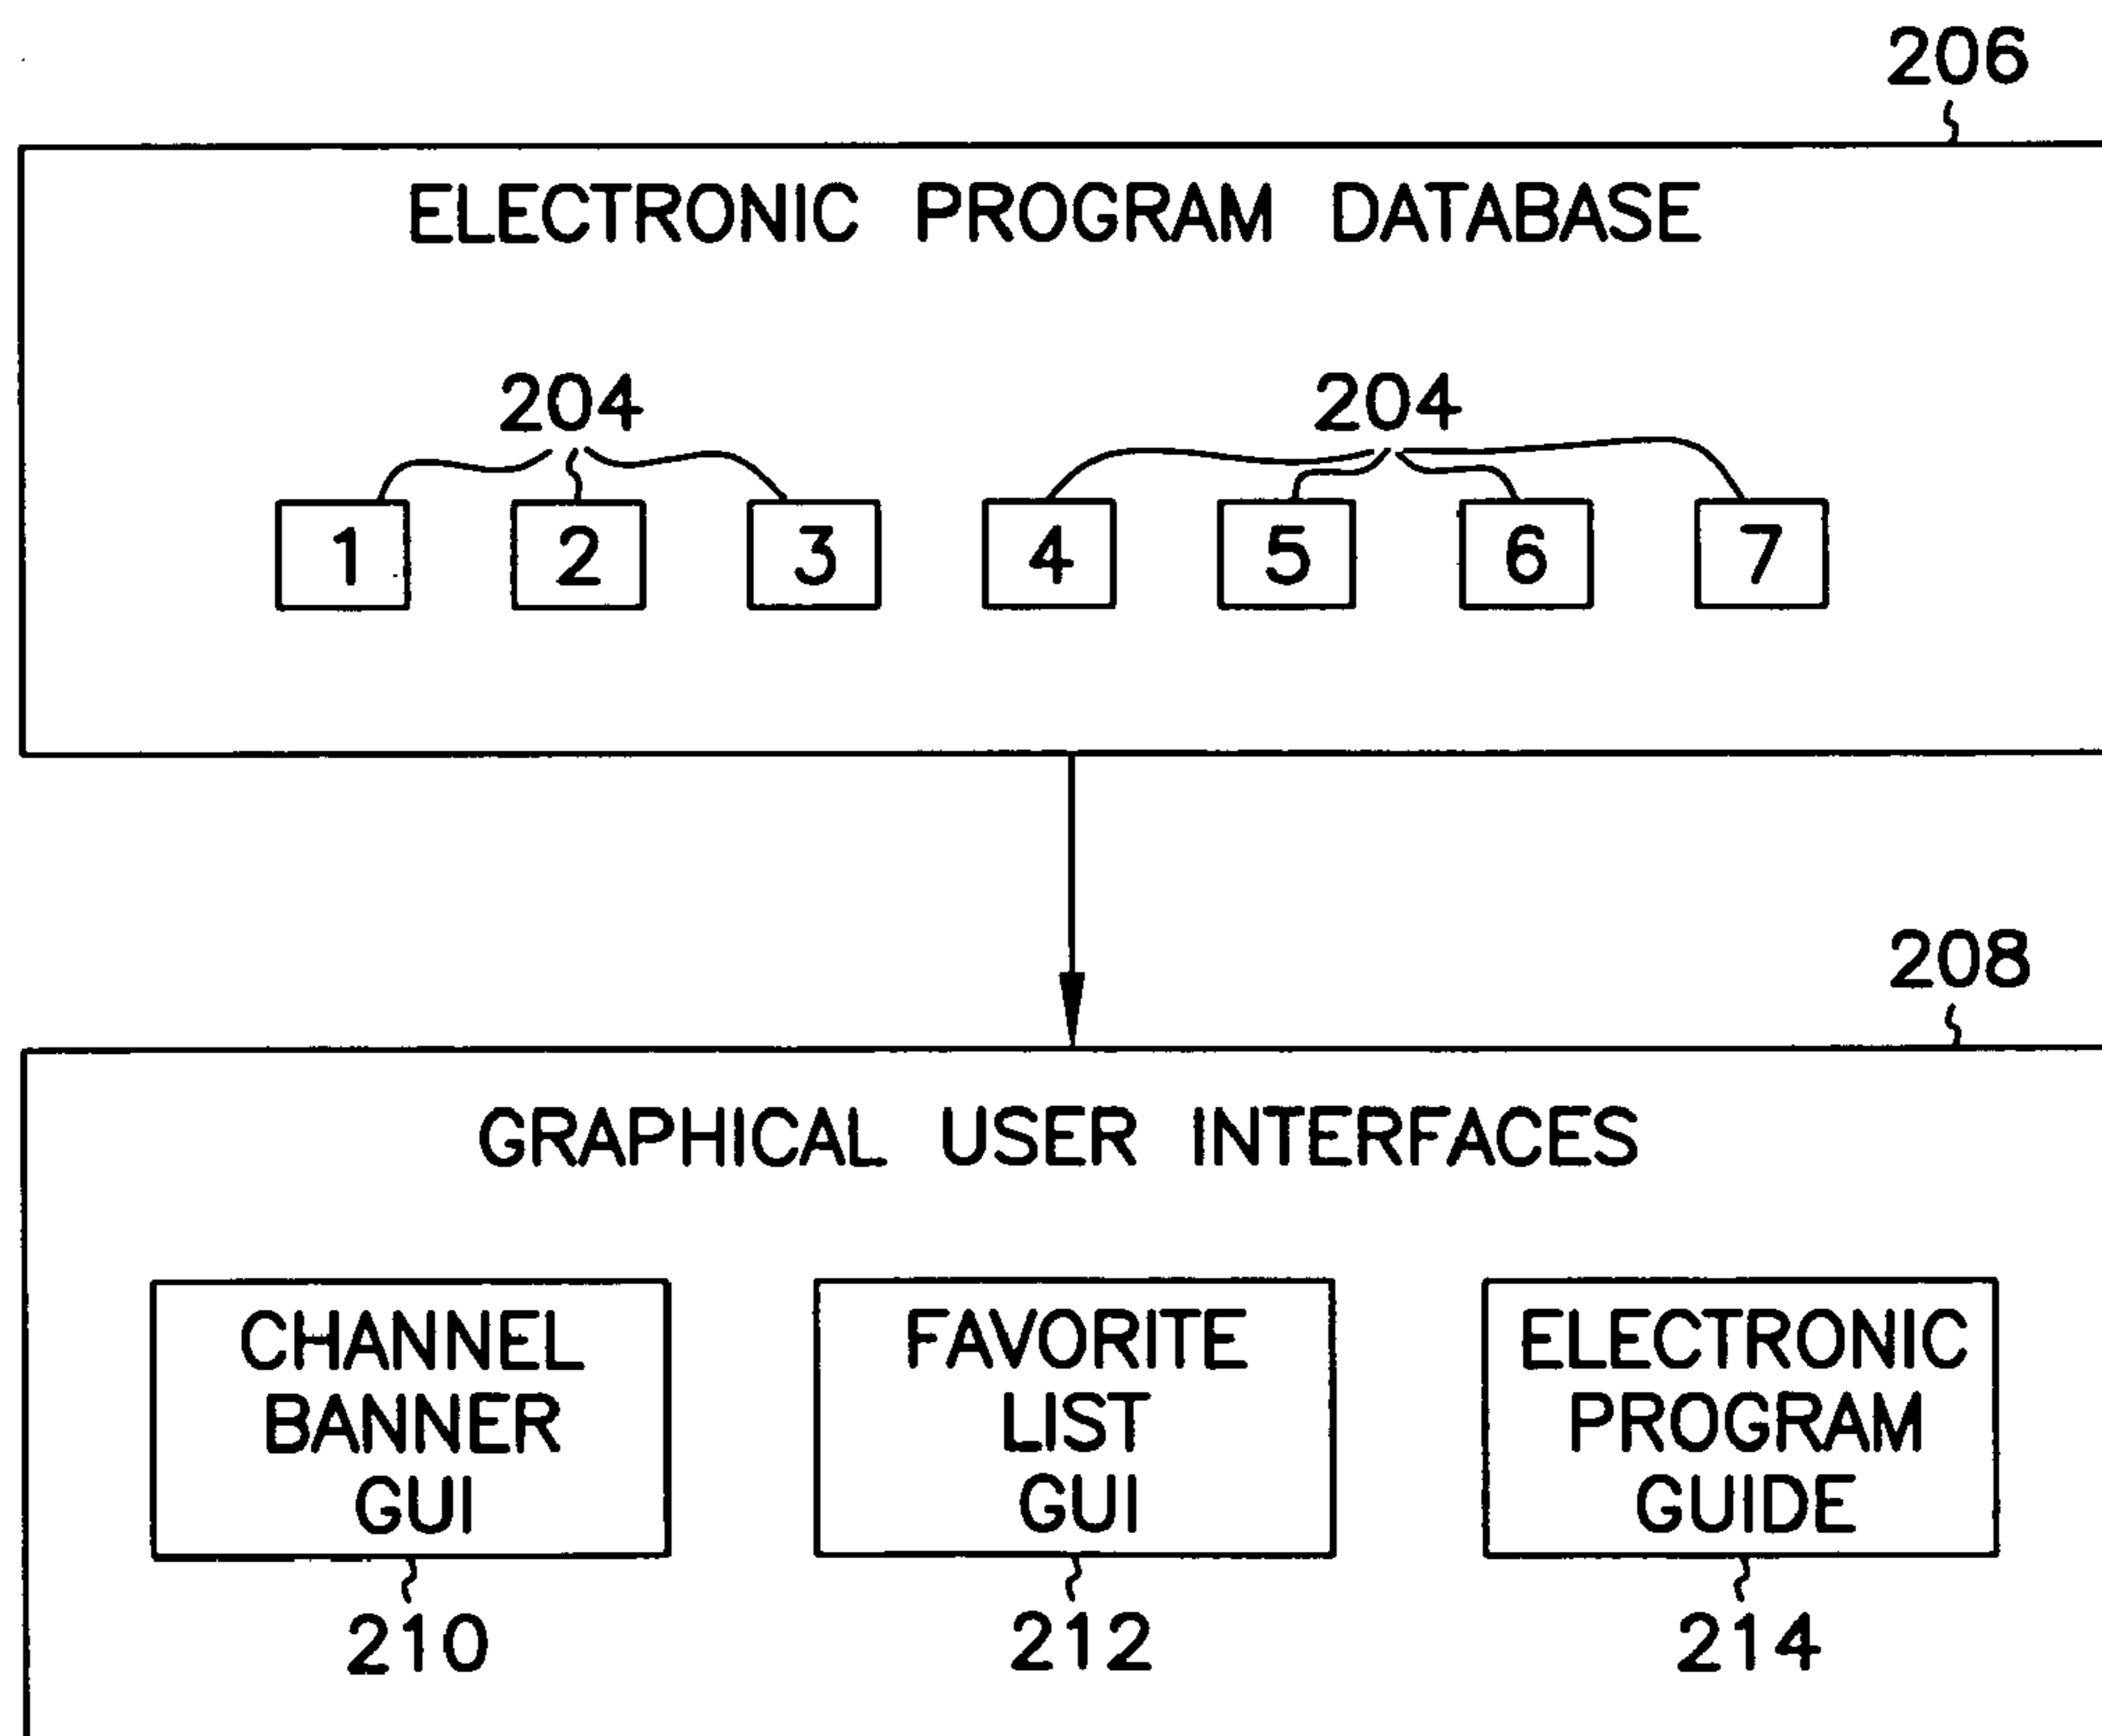 206
ELECTRONIC PROGRAM DATABASE
204 204
1 2 3 4 5 6 7
208
GRAPHICAL USER INTERFACES
CHANNEL
BANNER
GUI
FAVORITE
LIST
GUI
ELECTRONIC
PROGRAM
GUIDE
210 212 214